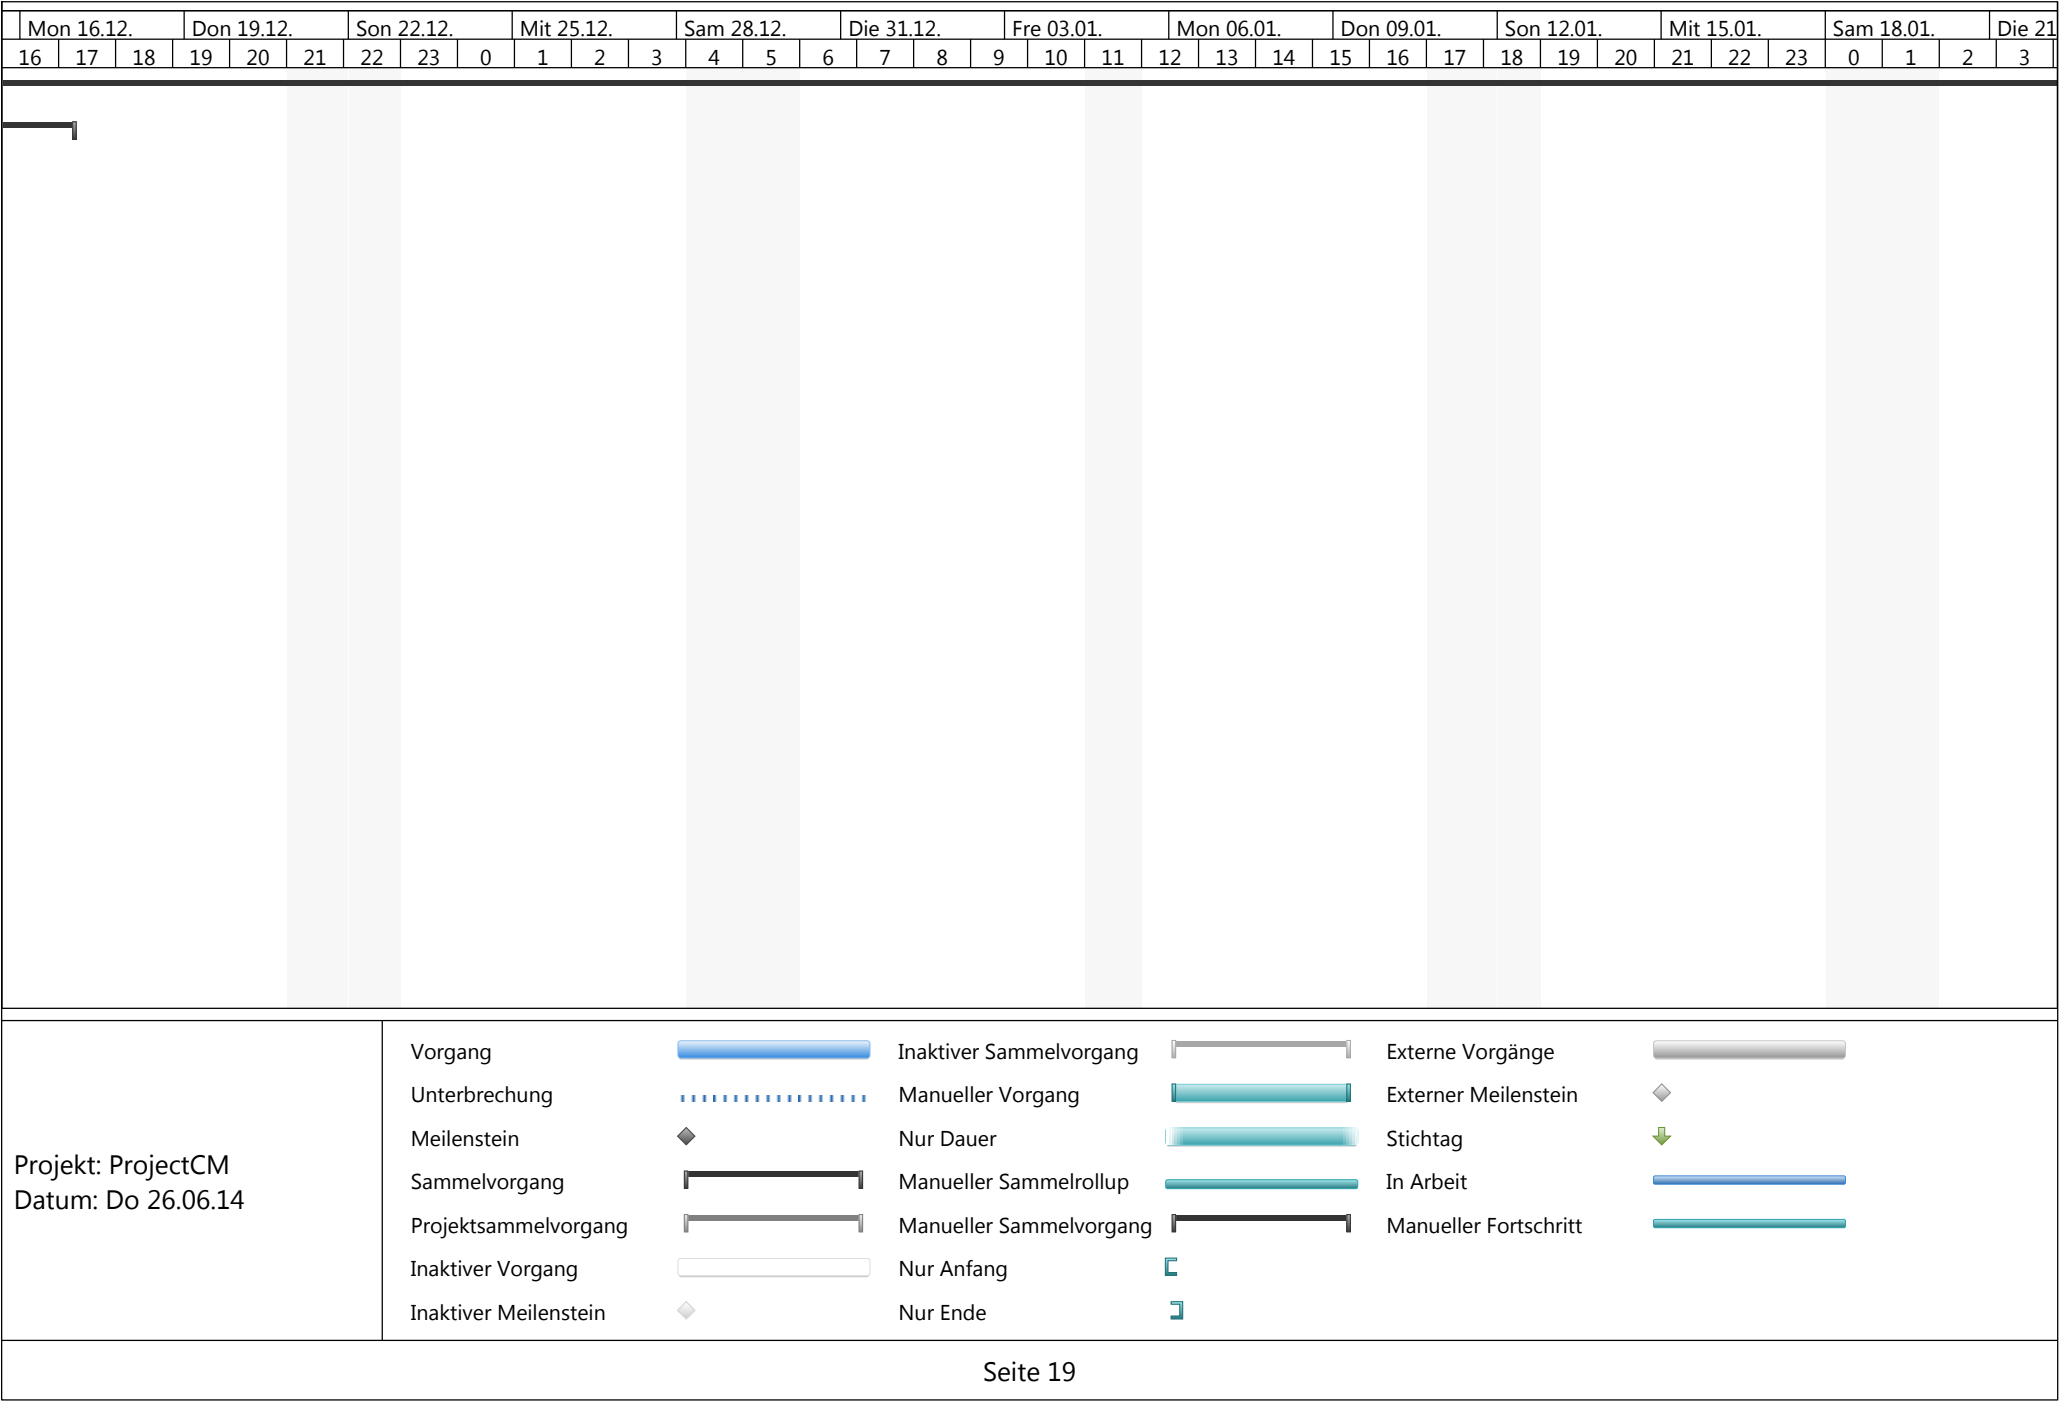 Mon 16.12. Don 19.12. Son 22.12. Mit 25.12. Sam 28.12. Die 31.12. Fre 03.01. Mon 06.01. Don 09.01. Son 12.01. Mit 15.01. Sam 18.01. Die 21
16 17 18 19 20 21 22 23 0 1 2 3 4 5 6 7 8 9 10 11 12 13 14 15 16 17 18 19 20 21 22 23 0 1 2 3
Projekt: ProjectCM
Datum: Do 26.06.14
Vorgang
Unterbrechung
Meilenstein
Sammelvorgang
Projektsammelvorgang
Inaktiver Vorgang
Inaktiver Meilenstein
Inaktiver Sammelvorgang
Manueller Vorgang
Nur Dauer
Manueller Sammelrollup
Manueller Sammelvorgang
Nur Anfang
Nur Ende
Externe Vorgänge
Externer Meilenstein
Stichtag
In Arbeit
Manueller Fortschritt
Seite 19